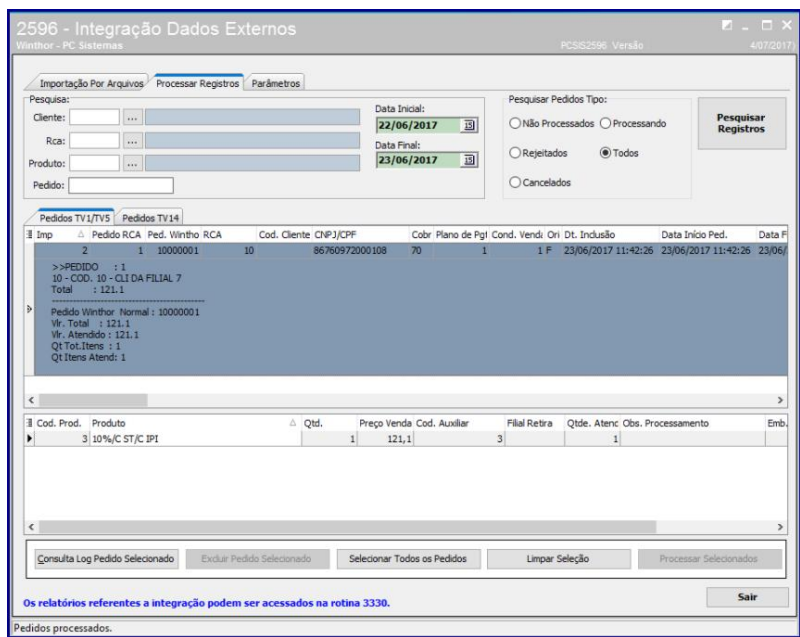 2596 - Integração Dados Externos
Winthor - PC Sistemas
PCSIS2596 Versão
4/07/2017)
Importação Por Arquivos Processar Registros Parâmetros
Pesquisa:
Cliente: ...
Rca: ...
Produto: ...
Pedido:
Data Inicial:
22/06/2017 15
Data Final:
23/06/2017 15
Pesquisar Pedidos Tipo:
Não Processados Processando
Rejeitados Todos
Cancelados
Pesquisar
Registros
Pedidos TV1/TV5 Pedidos TV14
Imp Pedido RCA Ped. Wintho RCA Cod. Cliente CNPJ/CPF Cobr Plano de Pgt Cond. Vend Ori Dt. Inclusão Data Início Ped. Data F
2 1 10000001 10 86760972000108 70 1 1 F 23/06/2017 11:42:26 23/06/2017 11:42:26 23/06/
>>PEDIDO : 1
10 - COD. 10 - CLI DA FILIAL 7
Total : 121.1
----------------------------------------
Pedido Winthor Normal : 10000001
Vlr. Total : 121.1
Vlr. Atendido : 121.1
Qt Tot.Itens : 1
Qt Itens Atend: 1
Cod. Prod. Produto Qtd. Preço Venda Cod. Auxiliar Filial Retira Qtde. Atenc Obs. Processamento Emb.
3 10%/C ST/C IPI 1 121,1 3 1
Consulta Log Pedido Selecionado Excluir Pedido Selecionado Selecionar Todos os Pedidos Limpar Seleção Processar Selecionados
Os relatórios referentes a integração podem ser acessados na rotina 3330.
Sair
Pedidos processados.